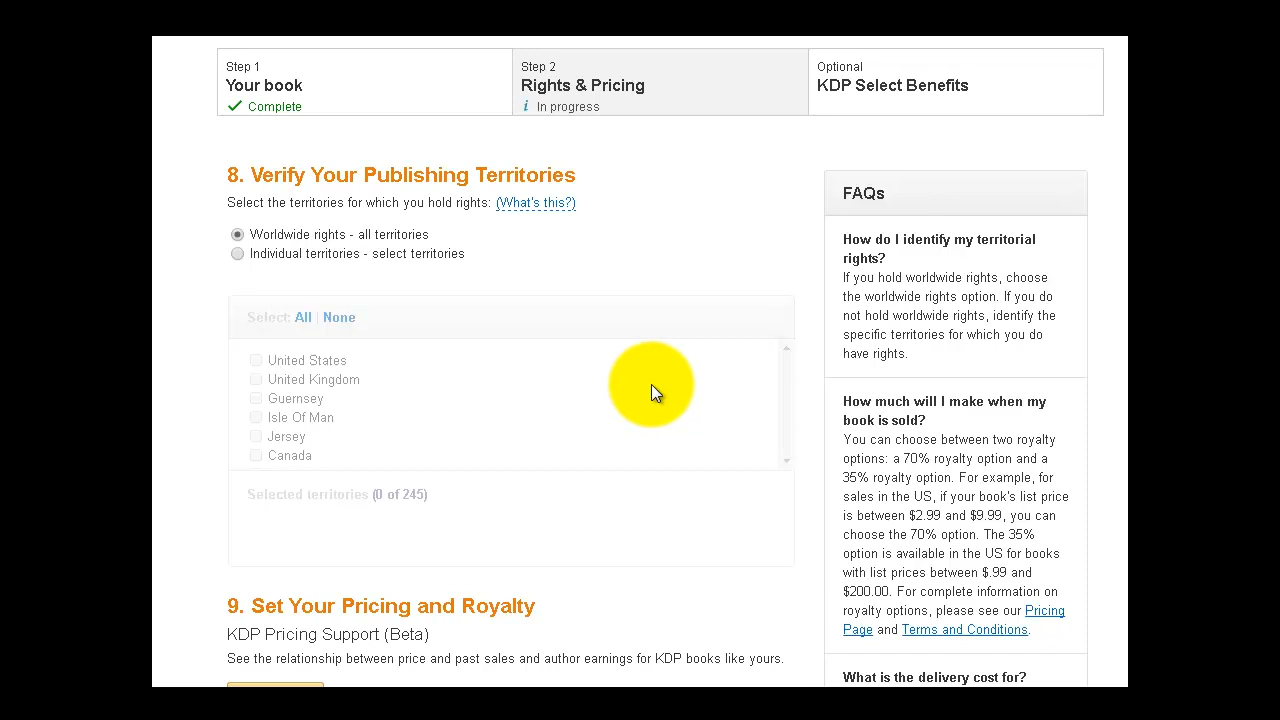 Step 1
Your book
Complete
Step 2
Rights & Pricing
i In progress
Optional
KDP Select Benefits
8. Verify Your Publishing Territories
Select the territories for which you hold rights: (What's this?)
Worldwide rights - all territories
Individual territories - select territories
Select: All | None
United States
United Kingdom
Guernsey
Isle Of Man
Jersey
Canada
Selected territories (0 of 245)
9. Set Your Pricing and Royalty
KDP Pricing Support (Beta)
See the relationship between price and past sales and author earnings for KDP books like yours.
FAQs
How do I identify my territorial
rights?
If you hold worldwide rights, choose
the worldwide rights option. If you do
not hold worldwide rights, identify the
specific territories for which you do
have rights.
How much will I make when my
book is sold?
You can choose between two royalty
options: a 70% royalty option and a
35% royalty option. For example, for
sales in the US, if your book's list price
is between $2.99 and $9.99, you can
choose the 70% option. The 35%
option is available in the US for books
with list prices between $.99 and
$200.00. For complete information on
royalty options, please see our Pricing
Page and Terms and Conditions.
What is the delivery cost for?